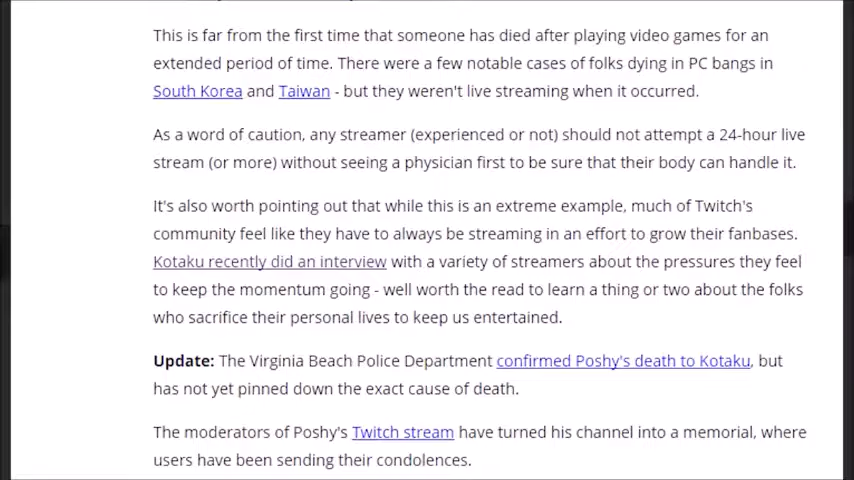 This is far from the first time that someone has died after playing video games for an
extended period of time. There were a few notable cases of folks dying in PC bangs in
South Korea and Taiwan - but they weren't live streaming when it occurred.
As a word of caution, any streamer (experienced or not) should not attempt a 24-hour live
stream (or more) without seeing a physician first to be sure that their body can handle it.
It's also worth pointing out that while this is an extreme example, much of Twitch's
community feel like they have to always be streaming in an effort to grow their fanbases.
Kotaku recently did an interview with a variety of streamers about the pressures they feel
to keep the momentum going - well worth the read to learn a thing or two about the folks
who sacrifice their personal lives to keep us entertained.
Update: The Virginia Beach Police Department confirmed Poshy's death to Kotaku, but
has not yet pinned down the exact cause of death.
The moderators of Poshy's Twitch stream have turned his channel into a memorial, where
users have been sending their condolences.